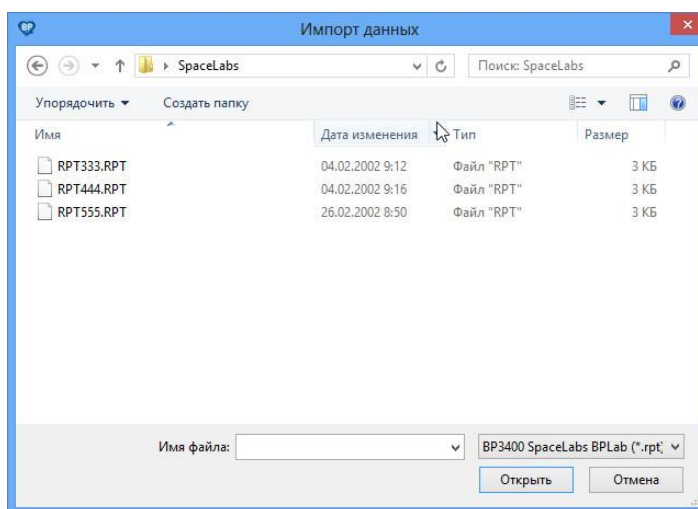 BP
Импорт данных
SpaceLabs
Поиск: SpaceLabs
Упорядочить
Создать папку
Имя
Дата изменения
Тип
Размер
RPT333.RPT
04.02.2002 9:12
Файл "RPT"
3 КБ
RPT444.RPT
04.02.2002 9:16
Файл "RPT"
3 КБ
RPT555.RPT
26.02.2002 8:50
Файл "RPT"
3 КБ
Имя файла:
BP3400 SpaceLabs BPLab (*.rpt)
Открыть
Отмена